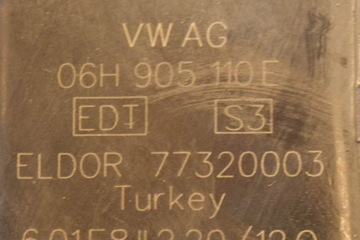 VW AG
06H 905 110 E
EDT S3
ELDOR 77320003
Turkey